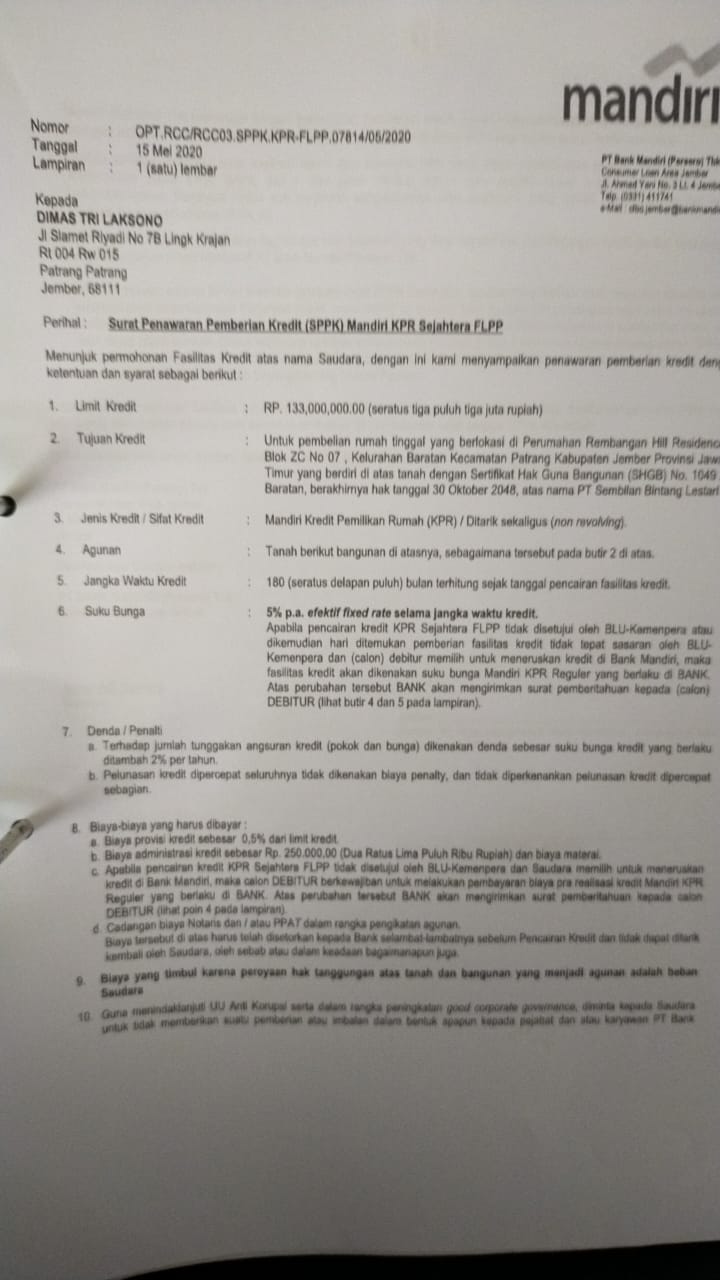 mandiri
Nomor : OPT.RCC/RCC03.SPPK.KPR-FLPP.07814/05/2020
Tanggal : 15 Mei 2020
Lampiran : 1 (satu) lembar
PT Bank Mandiri (Persero) Tbk
Consumer Loan Area Jember
Jl. Ahmad Yani No. 3 Lt. 4 Jembe
Telp. (0331) 411741
e-Mail :
Kepada
DIMAS TRI LAKSONO
Jl Slamet Riyadi No 7B Lingk Krajan
Rt 004 Rw 015
Patrang Patrang
Jember, 68111
Perihal : Surat Penawaran Pemberian Kredit (SPPK) Mandiri KPR Sejahtera FLPP
Menunjuk permohonan Fasilitas Kredit atas nama Saudara, dengan ini kami menyampaikan penawaran pemberian kredit deng
ketentuan dan syarat sebagai berikut :
1. Limit Kredit : RP. 133,000,000.00 (seratus tiga puluh tiga juta rupiah)
2. Tujuan Kredit : Untuk pembelian rumah tinggal yang berlokasi di Perumahan Rembangan Hill Residence
Blok ZC No 07 , Kelurahan Baratan Kecamatan Patrang Kabupaten Jember Provinsi Jawa
Timur yang berdiri di atas tanah dengan Sertifikat Hak Guna Bangunan (SHGB) No. 1049
Baratan, berakhirnya hak tanggal 30 Oktober 2048, atas nama PT Sembilan Bintang Lestari
3. Jenis Kredit / Sifat Kredit : Mandiri Kredit Pemilikan Rumah (KPR) / Ditarik sekaligus (non revolving).
4. Agunan : Tanah berikut bangunan di atasnya, sebagaimana tersebut pada butir 2 di atas.
5. Jangka Waktu Kredit : 180 (seratus delapan puluh) bulan terhitung sejak tanggal pencairan fasilitas kredit.
6. Suku Bunga : 5% p.a. efektif fixed rate selama jangka waktu kredit.
Apabila pencairan kredit KPR Sejahtera FLPP tidak disetujui oleh BLU-Kemenpera atau
dikemudian hari ditemukan pemberian fasilitas kredit tidak tepat sasaran oleh BLU-
Kemenpera dan (calon) debitur memilih untuk meneruskan kredit di Bank Mandiri, maka
fasilitas kredit akan dikenakan suku bunga Mandiri KPR Reguler yang berlaku di BANK.
Atas perubahan tersebut BANK akan mengirimkan surat pemberitahuan kepada (calon)
DEBITUR (lihat butir 4 dan 5 pada lampiran).
7. Denda / Penalti
a. Terhadap jumlah tunggakan angsuran kredit (pokok dan bunga) dikenakan denda sebesar suku bunga kredit yang berlaku
ditambah 2% per tahun.
b. Pelunasan kredit dipercepat seluruhnya tidak dikenakan biaya penalty, dan tidak diperkenankan pelunasan kredit dipercepat
sebagian.
8. Biaya-biaya yang harus dibayar :
a. Biaya provisi kredit sebesar 0,5% dari limit kredit.
b. Biaya administrasi kredit sebesar Rp. 250.000,00 (Dua Ratus Lima Puluh Ribu Rupiah) dan biaya materai.
c. Apabila pencairan kredit KPR Sejahtera FLPP tidak disetujui oleh BLU-Kemenpera dan Saudara memilih untuk meneruskan
kredit di Bank Mandiri, maka calon DEBITUR berkewajiban untuk melakukan pembayaran biaya pra realisasi kredit Mandiri KPR
Reguler yang berlaku di BANK. Atas perubahan tersebut BANK akan mengirimkan surat pemberitahuan kepada calon
DEBITUR (lihat poin 4 pada lampiran).
d. Cadangan biaya Notaris dan / atau PPAT dalam rangka pengikatan agunan.
Biaya tersebut di atas harus telah disetorkan kepada Bank selambat-lambatnya sebelum Pencairan Kredit dan tidak dapat ditarik
kembali oleh Saudara, oleh sebab atau dalam keadaan bagaimanapun juga.
9. Biaya yang timbul karena peroyaan hak tanggungan atas tanah dan bangunan yang menjadi agunan adalah beban
Saudara
10. Guna menindaklanjuti UU Anti Korupsi serta dalam rangka peningkatan good corporate governance, diminta kepada Saudara
untuk tidak memberikan suatu pemberian atau imbalan dalam bentuk apapun kepada pejabat dan atau karyawan PT Bank